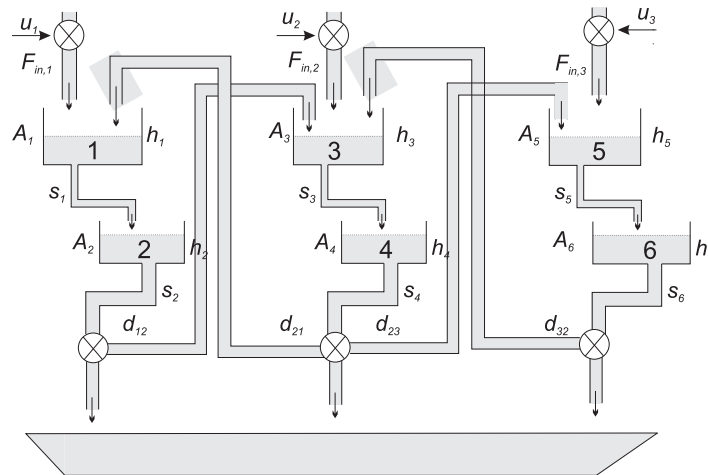 u1 u2 u3
Fin,1 Fin,2 Fin,3
A1 1 h1 A3 3 h3 A5 5 h5
s1 s3 s5
A2 2 h2 A4 4 h4 A6 6 h
s2 s4 s6
d12 d21 d23 d32